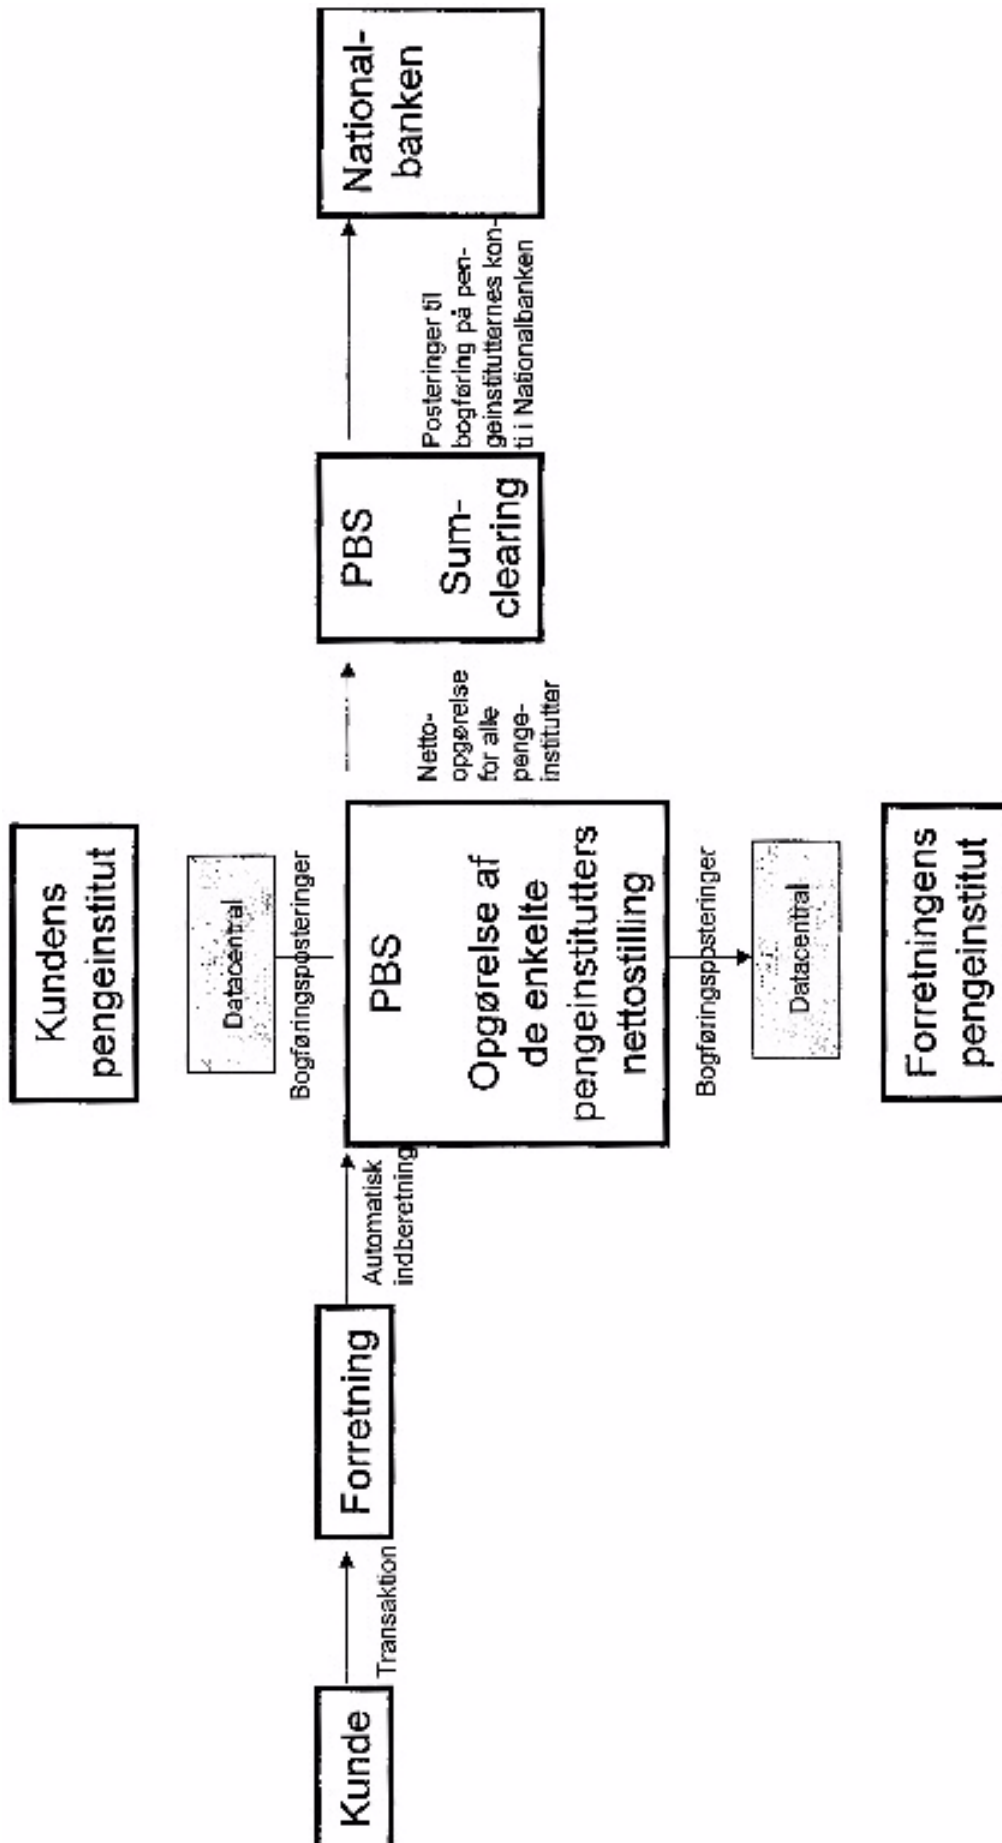 Kunde
Transaktion
Forretning
Automatisk
indberetning
Kundens
pengeinstitut
Datacentral
Bogføringsposteringer
PBS
Opgørelse af
de enkelte
pengeinstitutters
nettostilling
Bogføringsposteringer
Datacentral
Forretningens
pengeinstitut
Netto-
opgørelse
for alle
penge-
institutter
PBS
Sum-
clearing
Posteringer til
bogføring på pen-
geinstitutternes kon-
ti i Nationalbanken
National-
banken